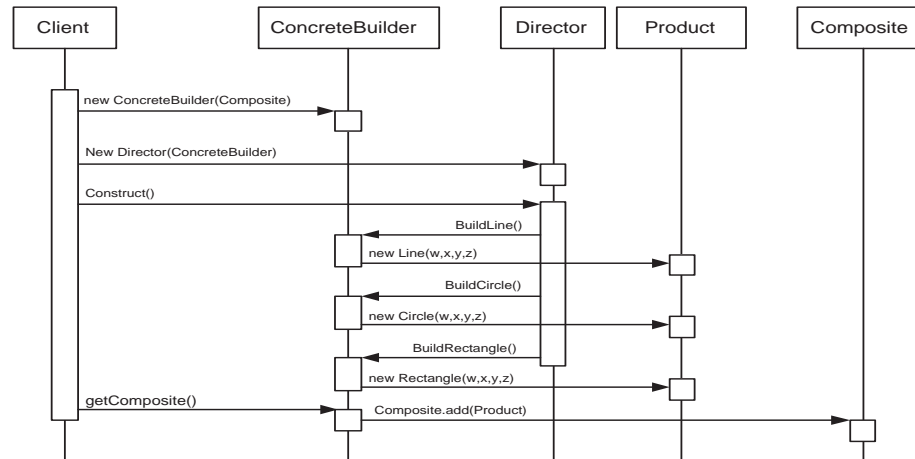 Client
ConcreteBuilder
Director
Product
Composite
new ConcreteBuilder(Composite)
New Director(ConcreteBuilder)
Construct()
BuildLine()
new Line(w,x,y,z)
BuildCircle()
new Circle(w,x,y,z)
BuildRectangle()
new Rectangle(w,x,y,z)
getComposite()
Composite.add(Product)